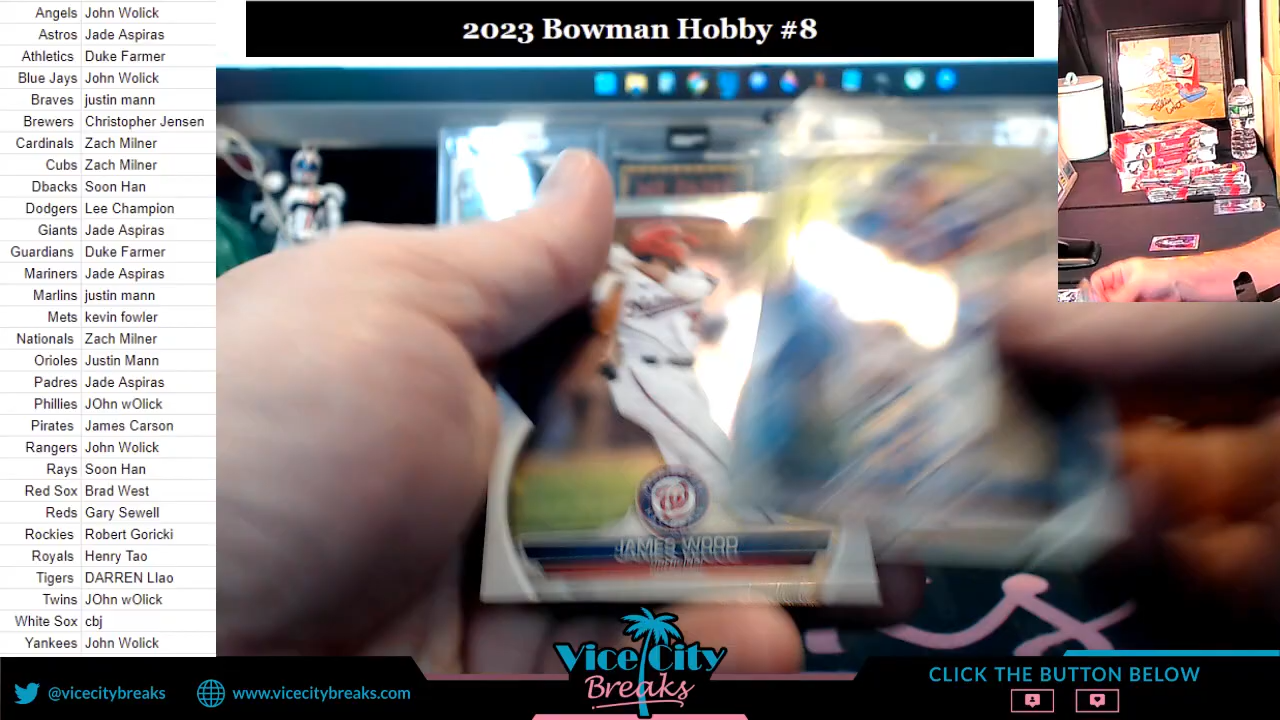 2023 Bowman Hobby #8
Angels John Wolick
Astros Jade Aspiras
Athletics Duke Farmer
Blue Jays John Wolick
Braves justin mann
Brewers Christopher Jensen
Cardinals Zach Milner
Cubs Zach Milner
Dbacks Soon Han
Dodgers Lee Champion
Giants Jade Aspiras
Guardians Duke Farmer
Mariners Jade Aspiras
Marlins justin mann
Mets kevin fowler
Nationals Zach Milner
Orioles Justin Mann
Padres Jade Aspiras
Phillies JOhn wOlick
Pirates James Carson
Rangers John Wolick
Rays Soon Han
Red Sox Brad West
Reds Gary Sewell
Rockies Robert Goricki
Royals Henry Tao
Tigers DARREN LIao
Twins JOhn wOlick
White Sox cbj
Yankees John Wolick
W
JAMES WOOD
@vicecitybreaks
www.vicecitybreaks.com
Vice City
Breaks
CLICK THE BUTTON BELOW